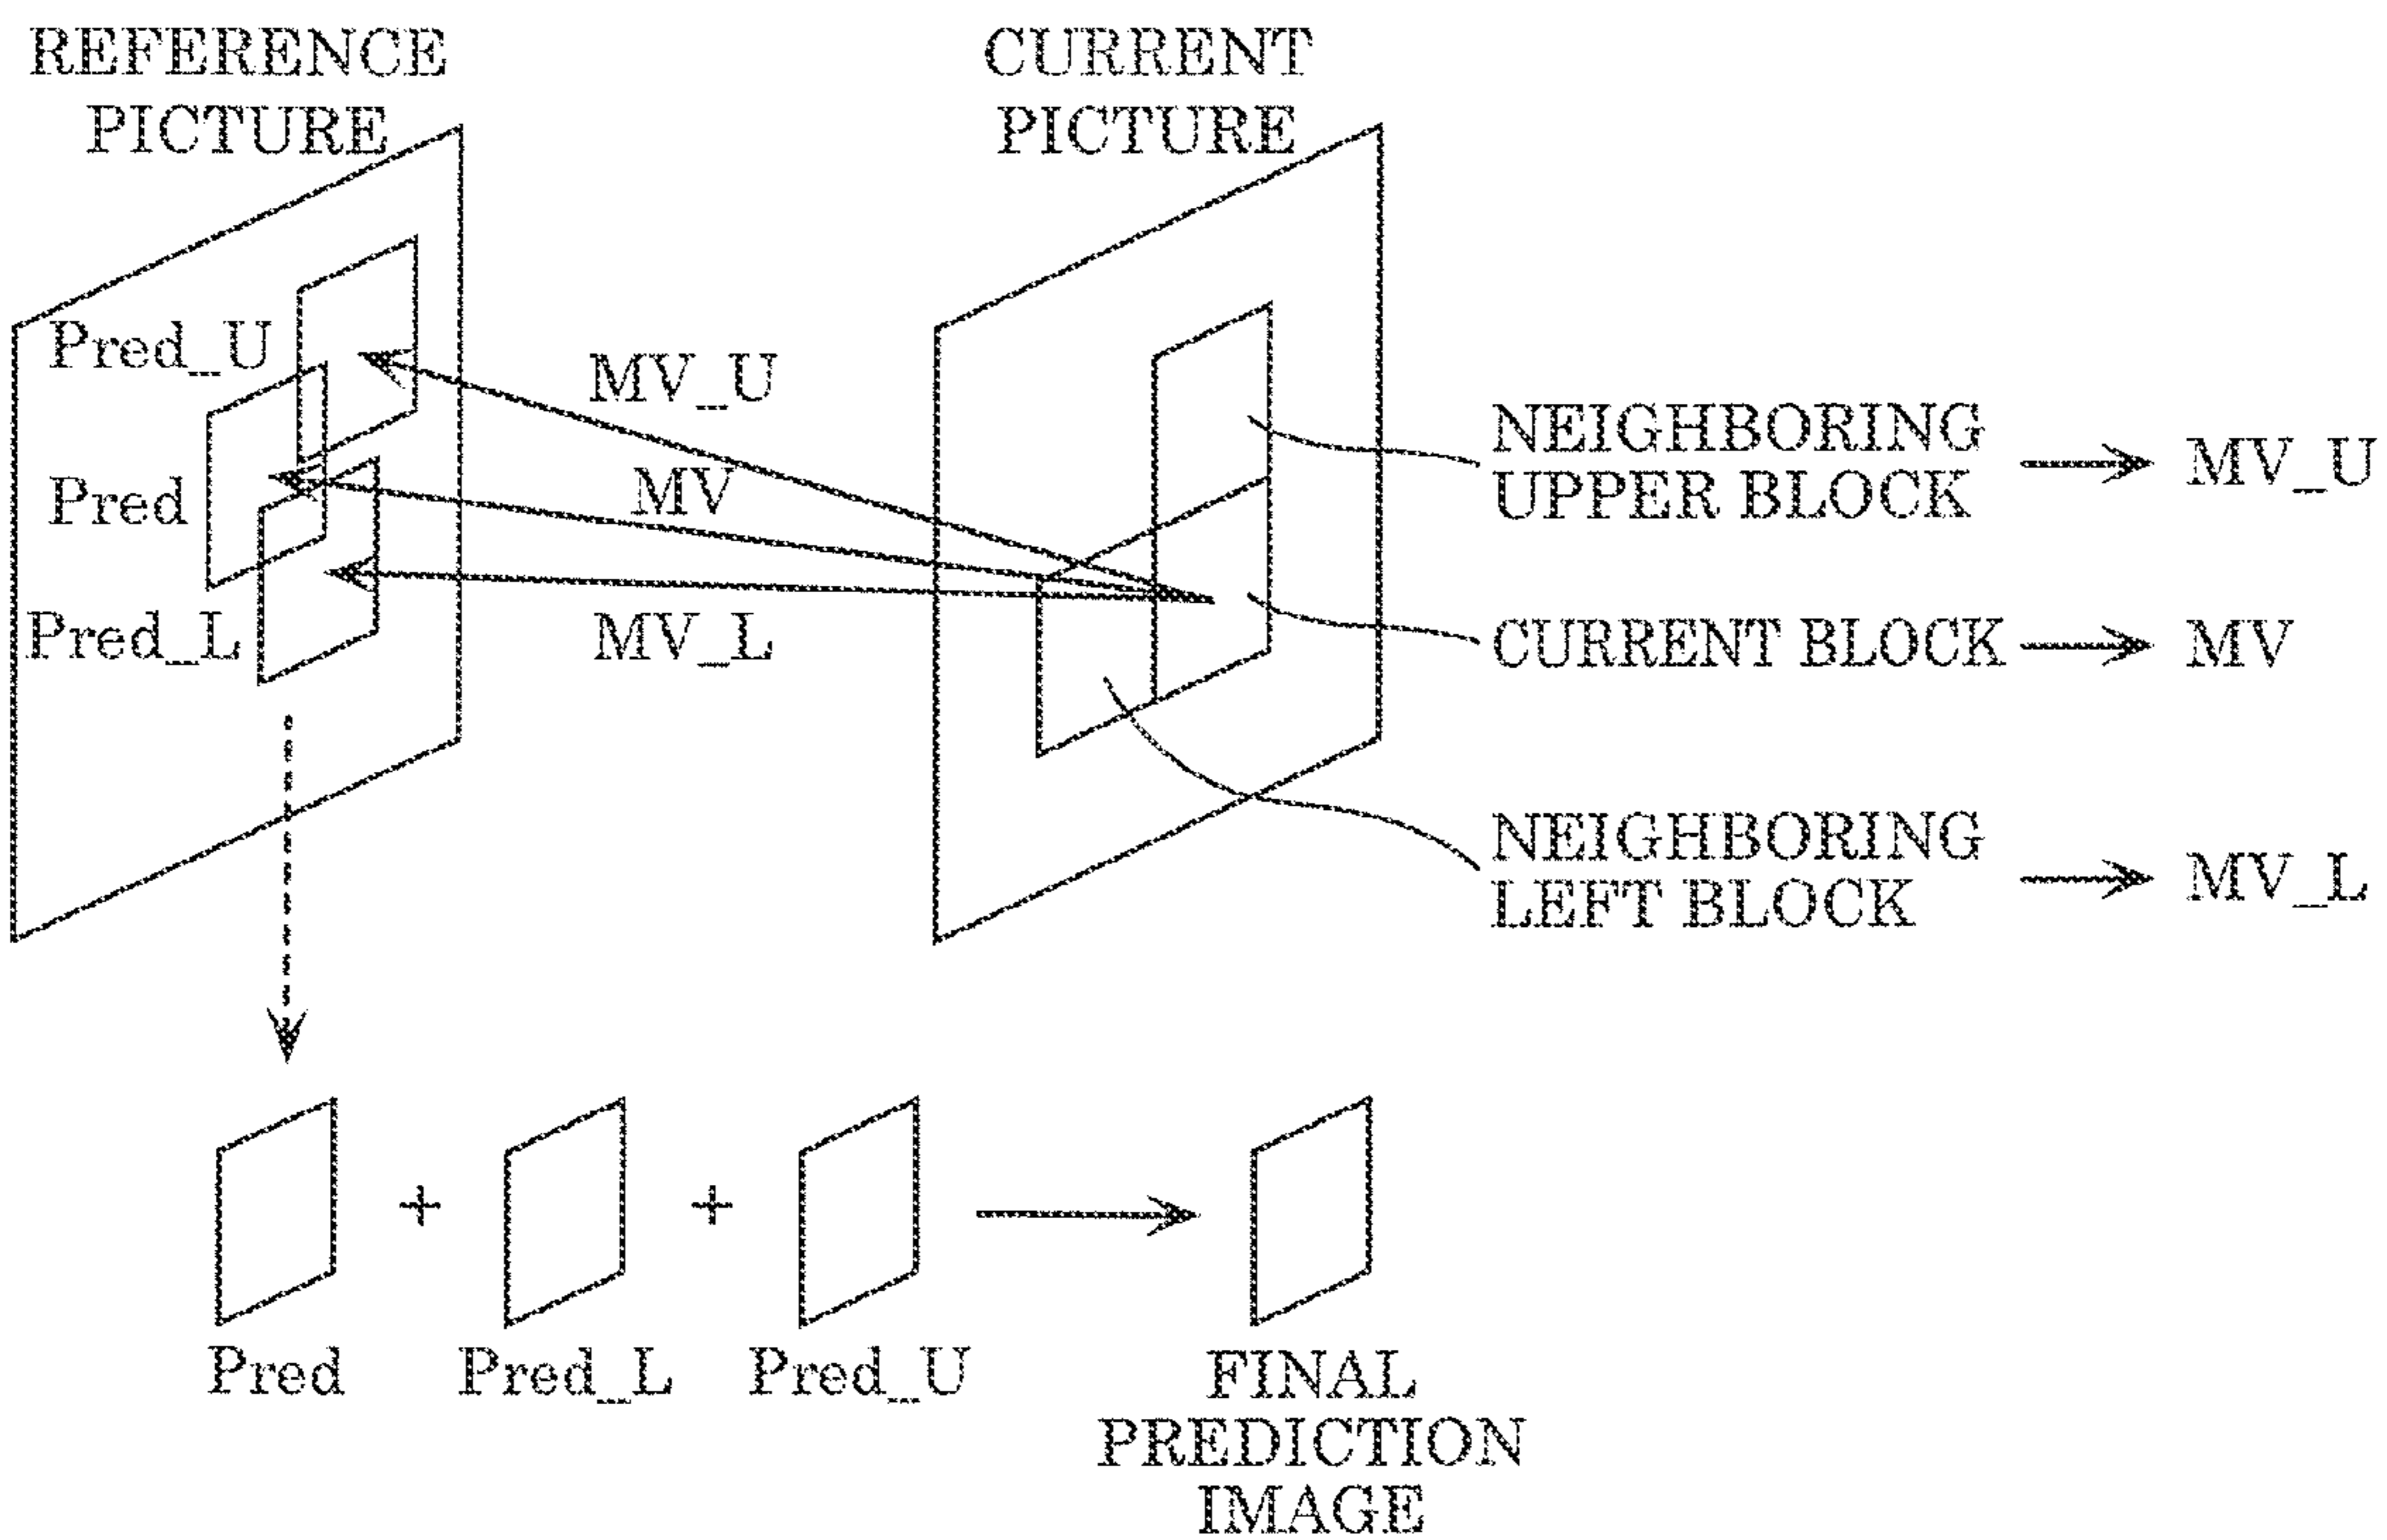 REFERENCE
PICTURE
CURRENT
PICTURE
Pred_U
MV_U
NEIGHBORING
UPPER BLOCK
MV_U
Pred
MV
CURRENT BLOCK
MV
Pred_L
MV_L
NEIGHBORING
LEFT BLOCK
MV_L
+
+
Pred
Pred_L
Pred_U
FINAL
PREDICTION
IMAGE